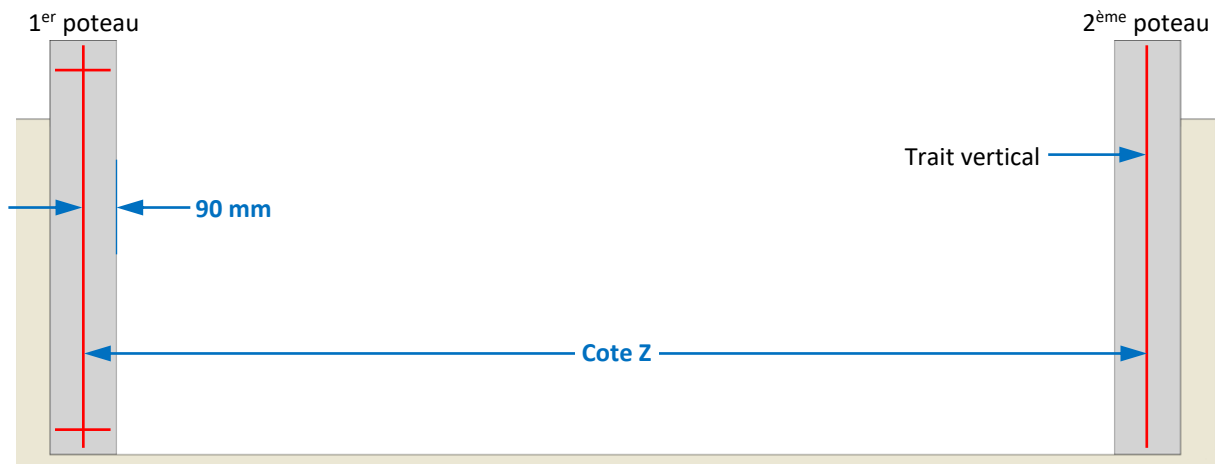 1er poteau
2ème poteau
Trait vertical
90 mm
Cote Z